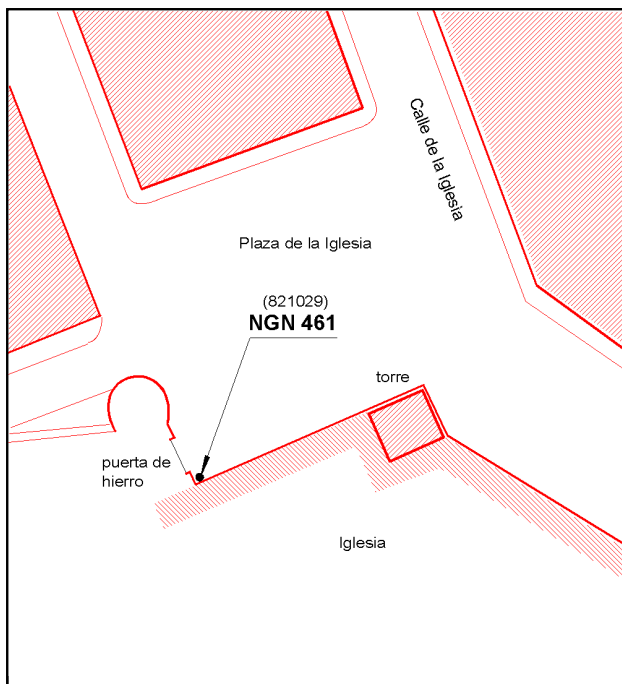 Calle de la Iglesia
Plaza de la Iglesia
(821029)
NGN 461
torre
puerta de
hierro
Iglesia